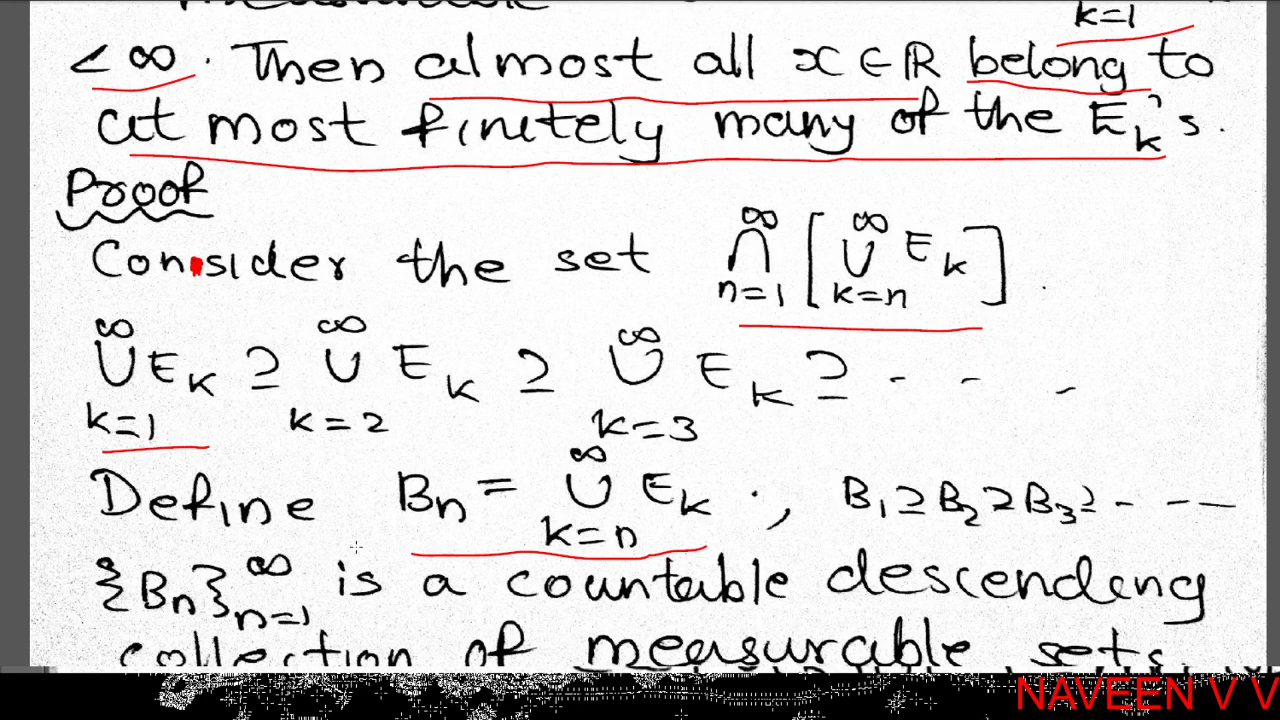 k=1
< ∞. Then almost all x ∈ ℝ belong to
at most finitely many of the E_k's.
Proof
Consider the set ∩_{n=1}^{∞} [ ∪_{k=n}^{∞} E_k ].
∪_{k=1}^{∞} E_k ⊇ ∪_{k=2}^{∞} E_k ⊇ ∪_{k=3}^{∞} E_k ⊇ - - -
Define B_n = ∪_{k=n}^{∞} E_k . , B_1 ⊇ B_2 ⊇ B_3 ⊇ - - -
{B_n}_{n=1}^{∞} is a countable descending
collection of measurable sets.
NAVEEN V V